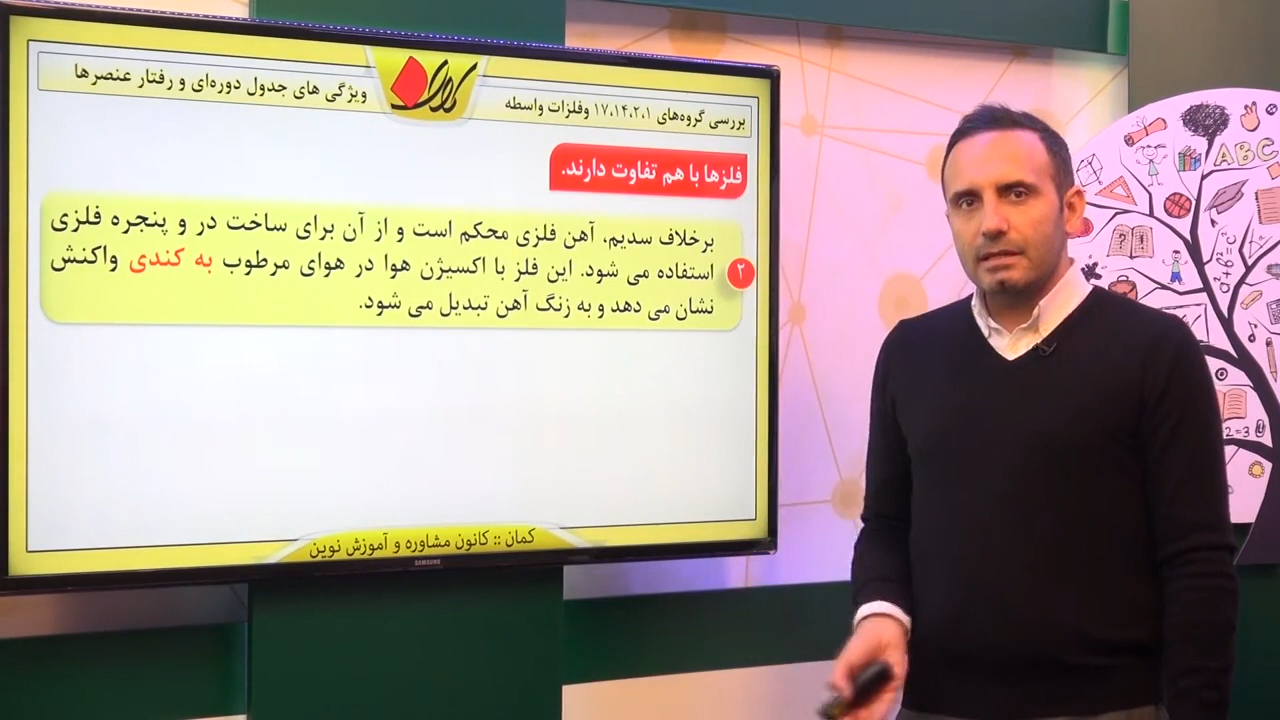 بررسی گروه‌های ۱،۲،۱۴،۱۷ وفلزات واسطه
کمان
ویژگی های جدول دوره‌ای و رفتار عنصرها
فلزها با هم تفاوت دارند.
۲
برخلاف سدیم، آهن فلزی محکم است و از آن برای ساخت در و پنجره فلزی
استفاده می شود. این فلز با اکسیژن هوا در هوای مرطوب به کندی واکنش
نشان می دهد و به زنگ آهن تبدیل می شود.
کمان :: کانون مشاوره و آموزش نوین
SAMSUNG
ABC